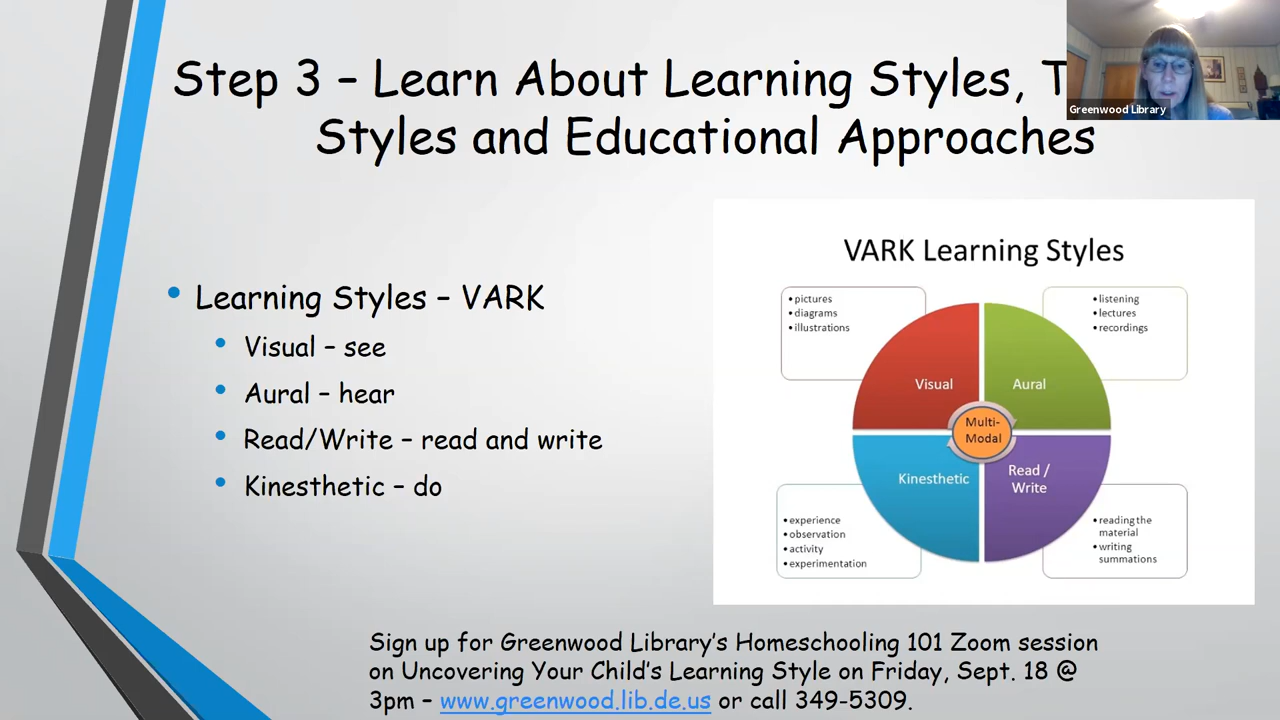 Step 3 – Learn About Learning Styles,
Styles and Educational Approaches
Greenwood Library
• Learning Styles – VARK
• Visual – see
• Aural – hear
• Read/Write – read and write
• Kinesthetic – do
VARK Learning Styles
• pictures
• diagrams
• illustrations
• listening
• lectures
• recordings
Visual
Aural
Multi-
Modal
Kinesthetic
Read /
Write
• experience
• observation
• activity
• experimentation
• reading the
material
• writing
summations
Sign up for Greenwood Library's Homeschooling 101 Zoom session
on Uncovering Your Child's Learning Style on Friday, Sept. 18 @
3pm – www.greenwood.lib.de.us or call 349-5309.